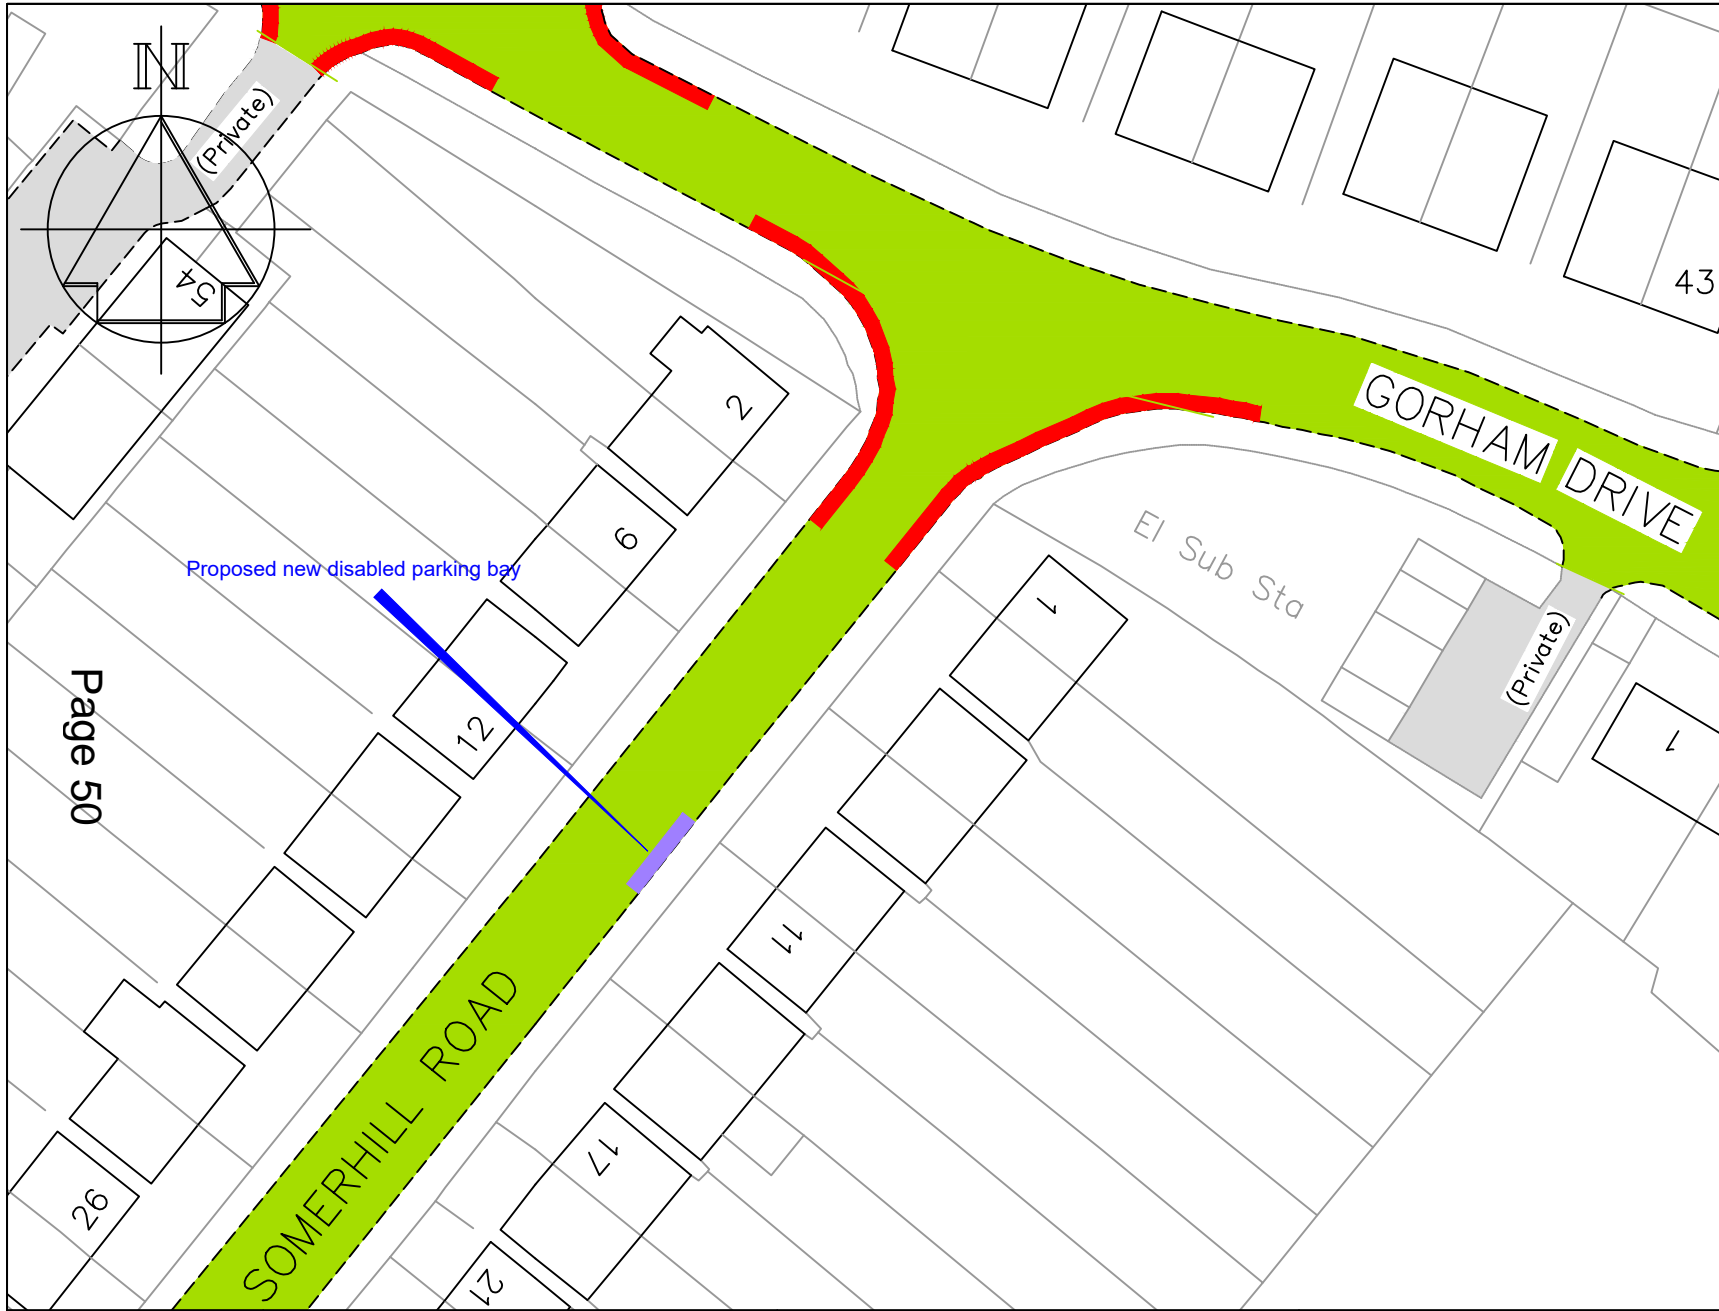 N
(Private)
54
43
2
GORHAM DRIVE
6
El Sub Sta
Proposed new disabled parking bay
1
(Private)
12
1
Page 50
11
SOMERHILL ROAD
17
26
21